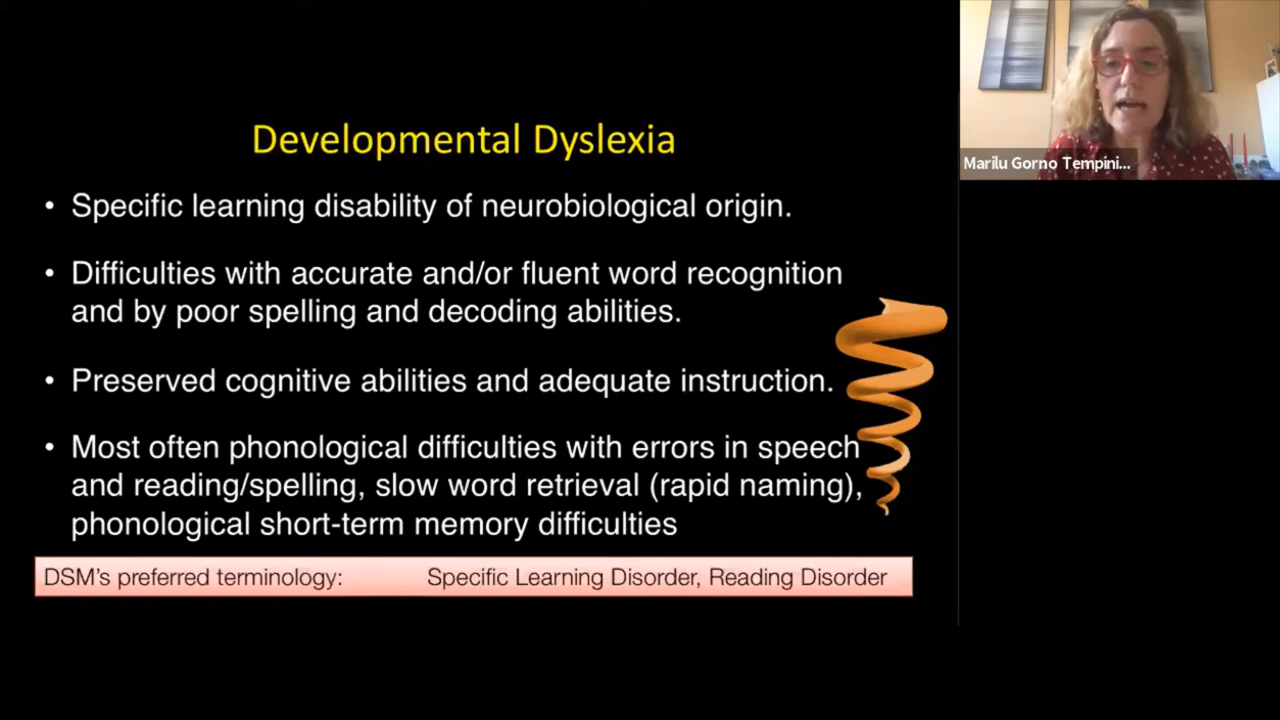 Developmental Dyslexia
• Specific learning disability of neurobiological origin.
• Difficulties with accurate and/or fluent word recognition
and by poor spelling and decoding abilities.
• Preserved cognitive abilities and adequate instruction.
• Most often phonological difficulties with errors in speech
and reading/spelling, slow word retrieval (rapid naming),
phonological short-term memory difficulties
DSM's preferred terminology: Specific Learning Disorder, Reading Disorder
Marilu Gorno Tempini...